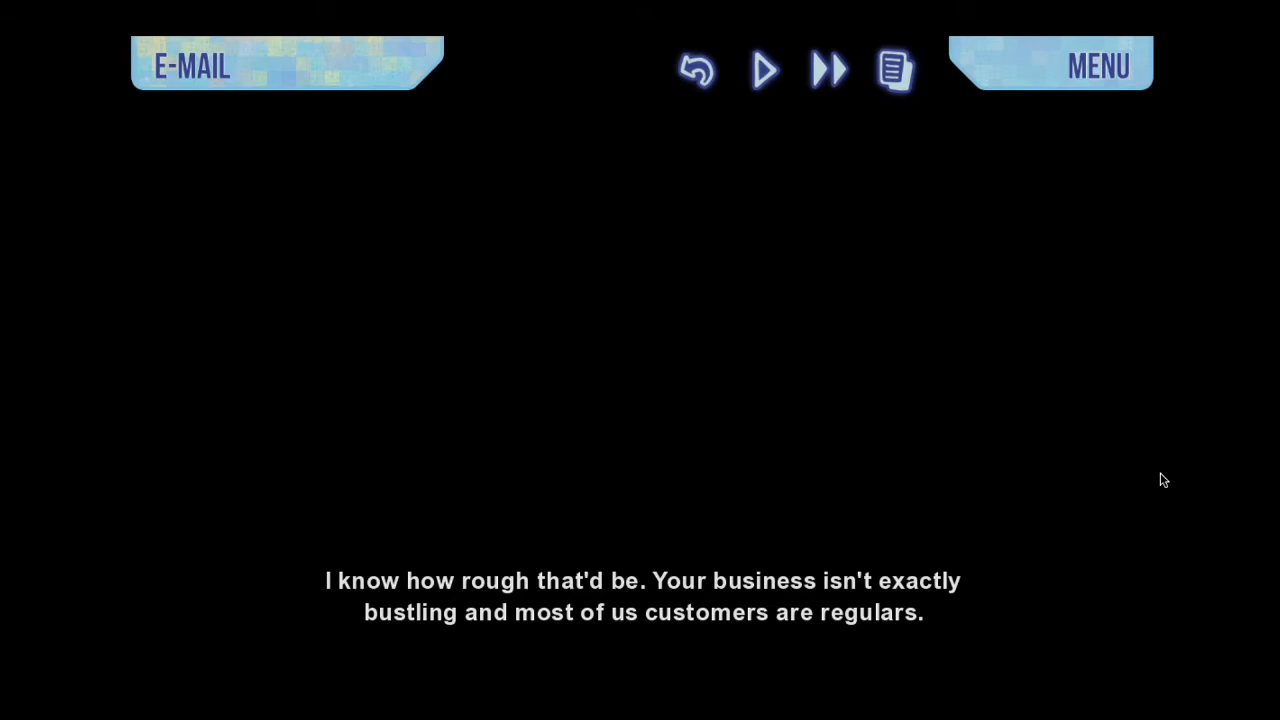 E-MAIL
MENU
I know how rough that'd be. Your business isn't exactly
bustling and most of us customers are regulars.